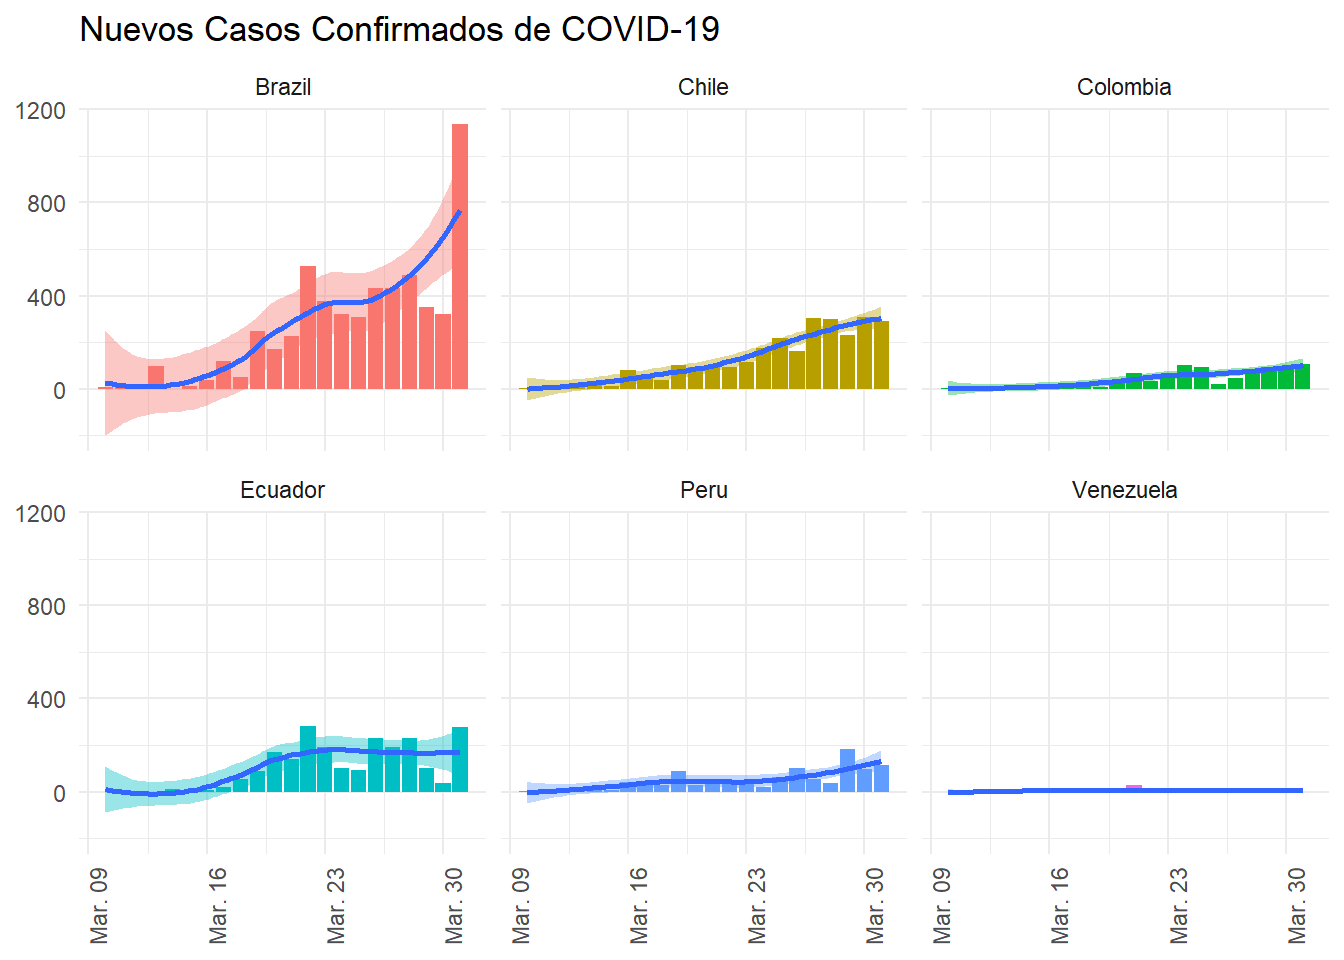 Nuevos Casos Confirmados de COVID-19
Brazil
Chile
Colombia
1200
800
400
0
Ecuador
Peru
Venezuela
1200
800
400
0
Mar. 09
Mar. 16
Mar. 23
Mar. 30
Mar. 09
Mar. 16
Mar. 23
Mar. 30
Mar. 09
Mar. 16
Mar. 23
Mar. 30